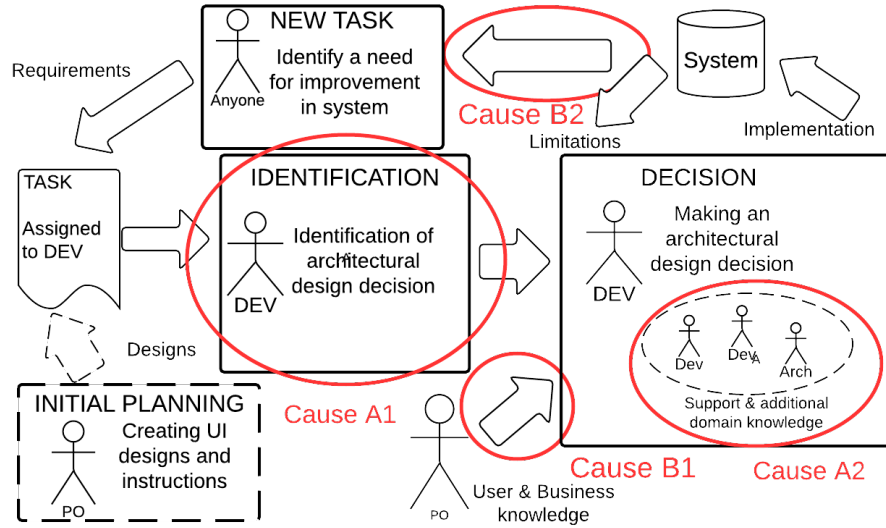 NEW TASK
Identify a need
for improvement
in system
Anyone
Requirements
System
Cause B2
Limitations
Implementation
TASK
Assigned
to DEV
IDENTIFICATION
Identification of
architectural
design decision
A
DEV
DECISION
Making an
architectural
design decision
DEV
Dev
Dev
A
Arch
Support & additional
domain knowledge
Designs
INITIAL PLANNING
Creating UI
designs and
instructions
PO
Cause A1
Cause B1
Cause A2
User & Business
knowledge
PO